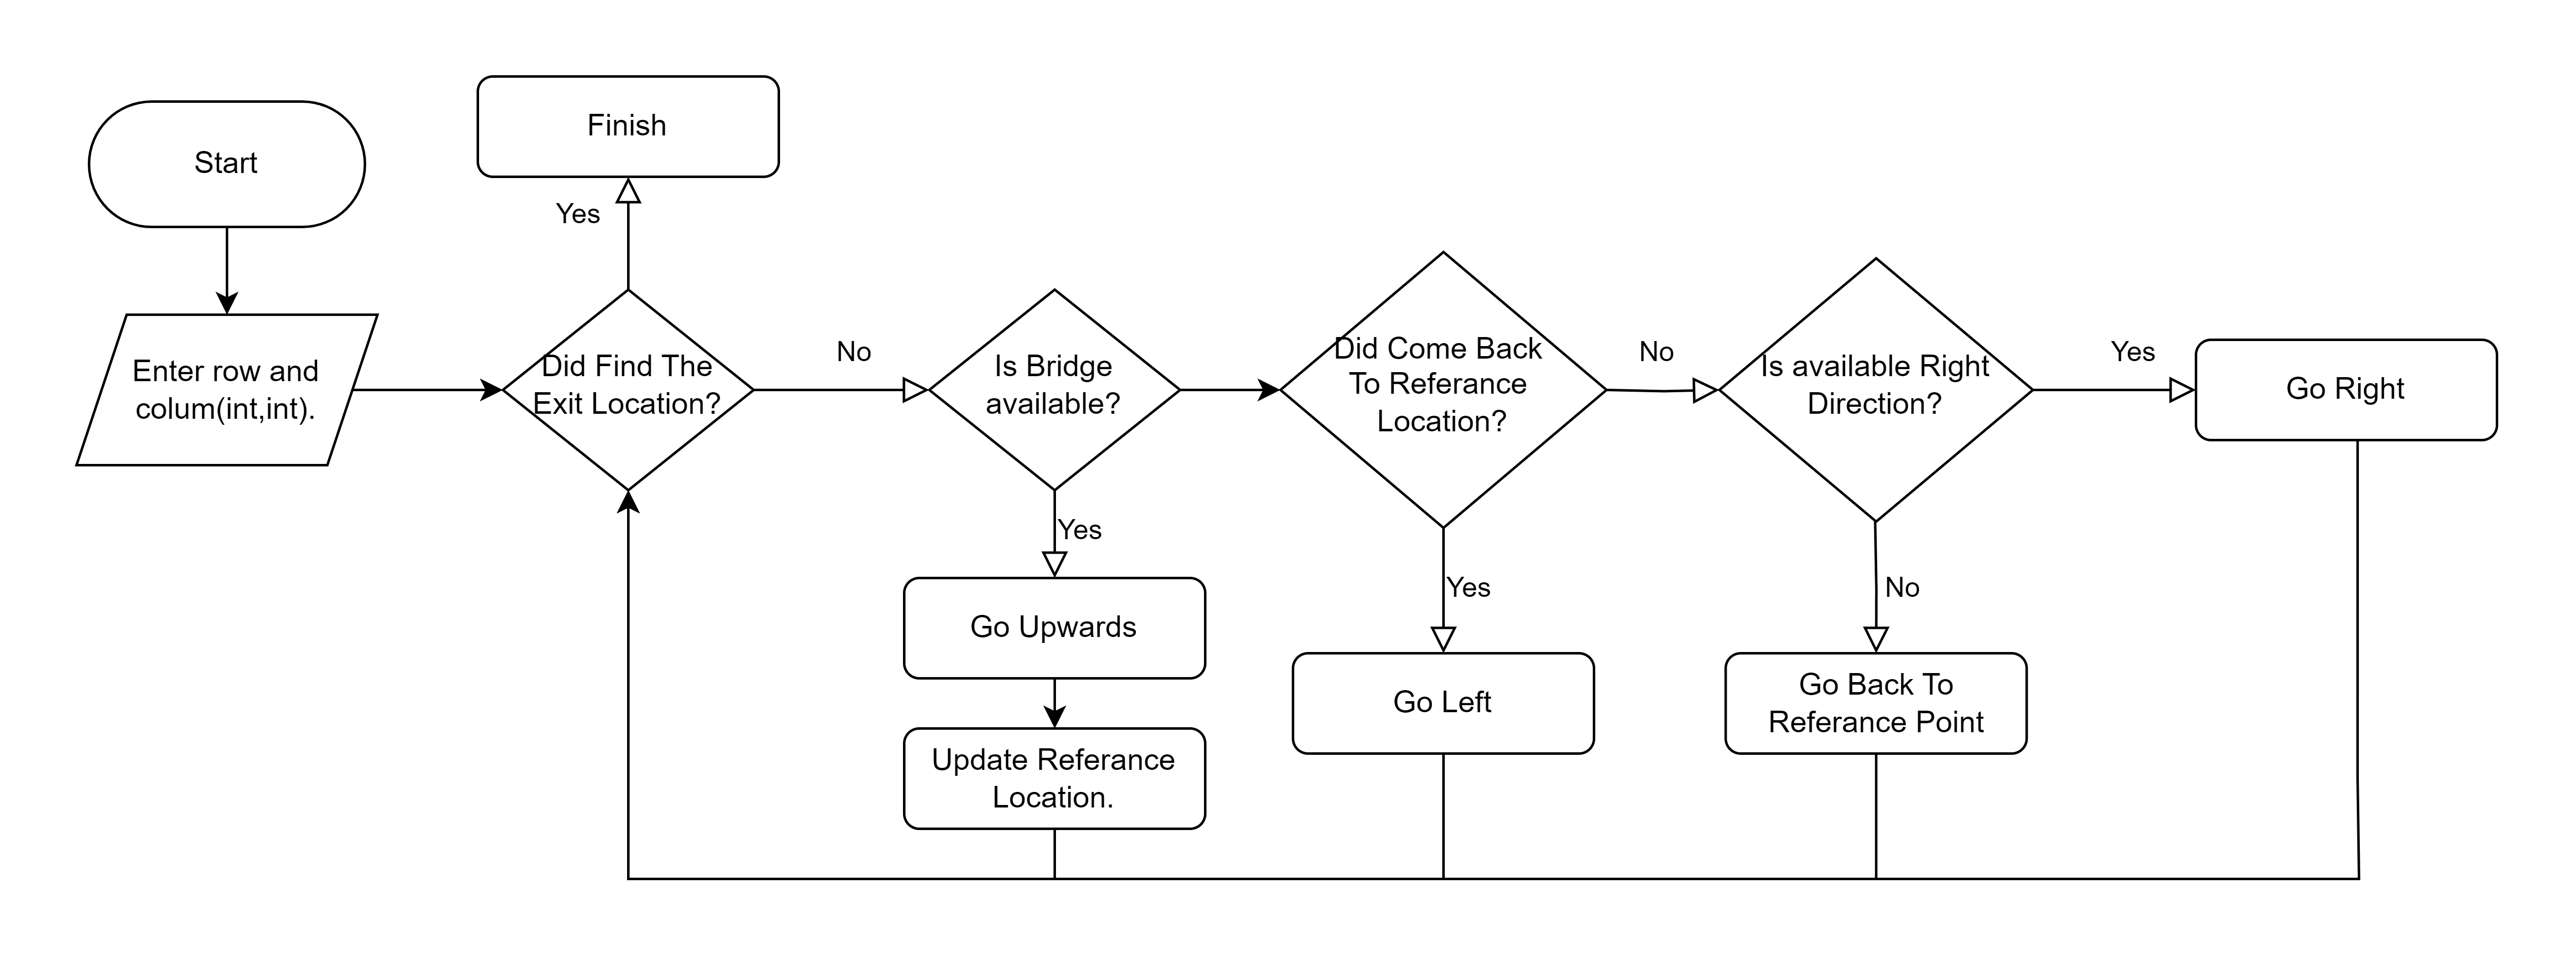 Start
Enter row and
colum(int,int).
Finish
Yes
Did Find The
Exit Location?
No
Is Bridge
available?
Yes
Go Upwards
Update Referance
Location.
Did Come Back
To Referance
Location?
Yes
Go Left
No
Is available Right
Direction?
No
Go Back To
Referance Point
Yes
Go Right